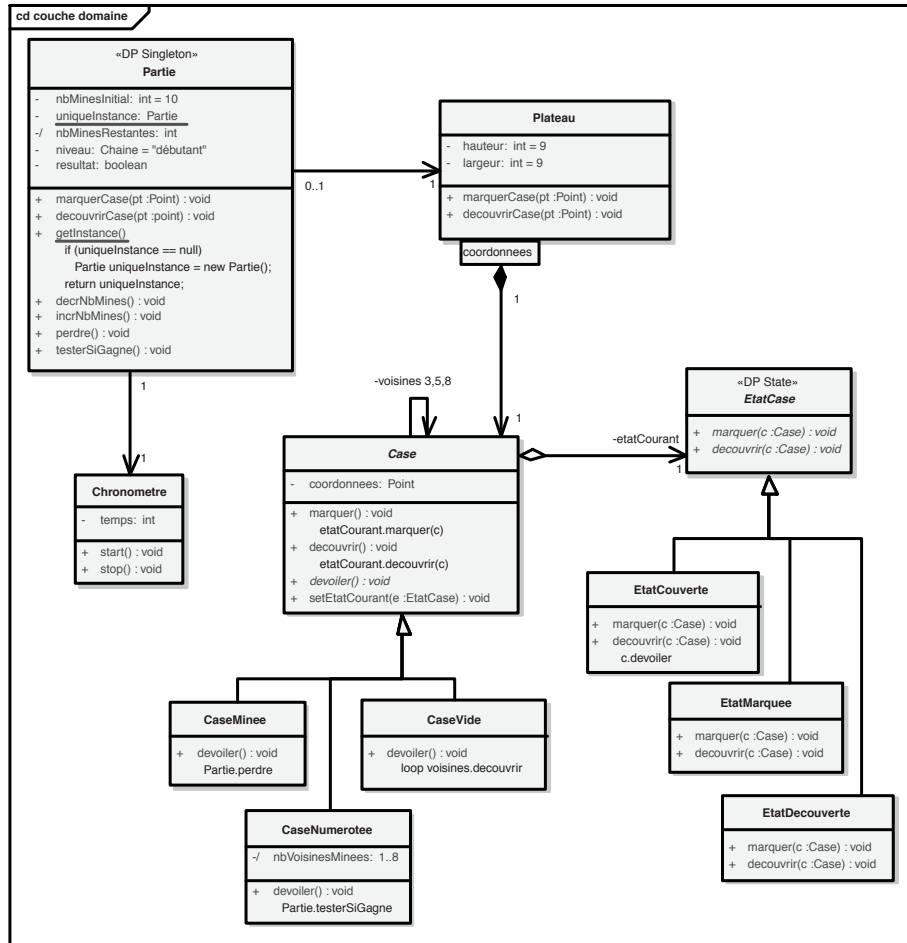 cd couche domaine
«DP Singleton»
Partie
- nbMinesInitial: int = 10
- uniqueInstance: Partie
-/ nbMinesRestantes: int
- niveau: Chaine = "débutant"
- resultat: boolean
+ marquerCase(pt :Point) : void
+ decouvrirCase(pt :point) : void
+ getInstance()
if (uniqueInstance == null)
Partie uniqueInstance = new Partie();
return uniqueInstance;
+ decrNbMines() : void
+ incrNbMines() : void
+ perdre() : void
+ testerSiGagne() : void
0..1
1
Plateau
- hauteur: int = 9
- largeur: int = 9
+ marquerCase(pt :Point) : void
+ decouvrirCase(pt :Point) : void
coordonnees
1
1
1
1
Chronometre
- temps: int
+ start() : void
+ stop() : void
-voisines 3,5,8
Case
- coordonnees: Point
+ marquer() : void
etatCourant.marquer(c)
+ decouvrir() : void
etatCourant.decouvrir(c)
+ devoiler() : void
+ setEtatCourant(e :EtatCase) : void
-etatCourant
1
«DP State»
EtatCase
+ marquer(c :Case) : void
+ decouvrir(c :Case) : void
EtatCouverte
+ marquer(c :Case) : void
+ decouvrir(c :Case) : void
c.devoiler
EtatMarquee
+ marquer(c :Case) : void
+ decouvrir(c :Case) : void
EtatDecouverte
+ marquer(c :Case) : void
+ decouvrir(c :Case) : void
CaseMinee
+ devoiler() : void
Partie.perdre
CaseVide
+ devoiler() : void
loop voisines.decouvrir
CaseNumerotee
-/ nbVoisinesMinees: 1..8
+ devoiler() : void
Partie.testerSiGagne